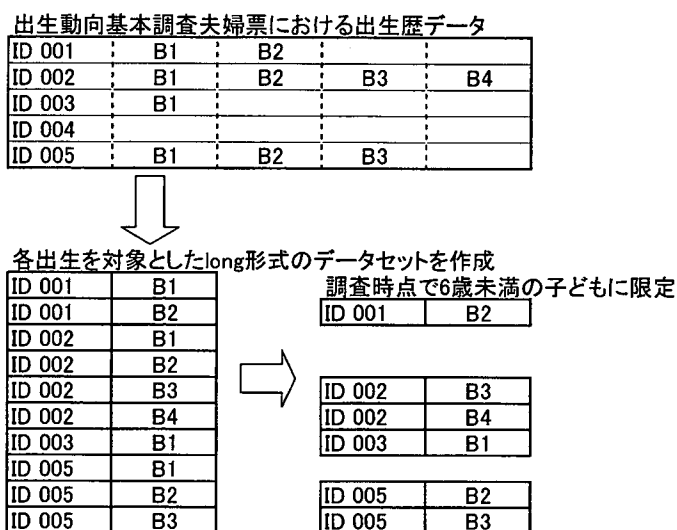 出生動向基本調査夫婦票における出生歴データ
ID 001 B1 B2
ID 002 B1 B2 B3 B4
ID 003 B1
ID 004
ID 005 B1 B2 B3
各出生を対象としたlong形式のデータセットを作成
ID 001 B1
ID 001 B2
ID 002 B1
ID 002 B2
ID 002 B3
ID 002 B4
ID 003 B1
ID 005 B1
ID 005 B2
ID 005 B3
調査時点で6歳未満の子どもに限定
ID 001 B2
ID 002 B3
ID 002 B4
ID 003 B1
ID 005 B2
ID 005 B3